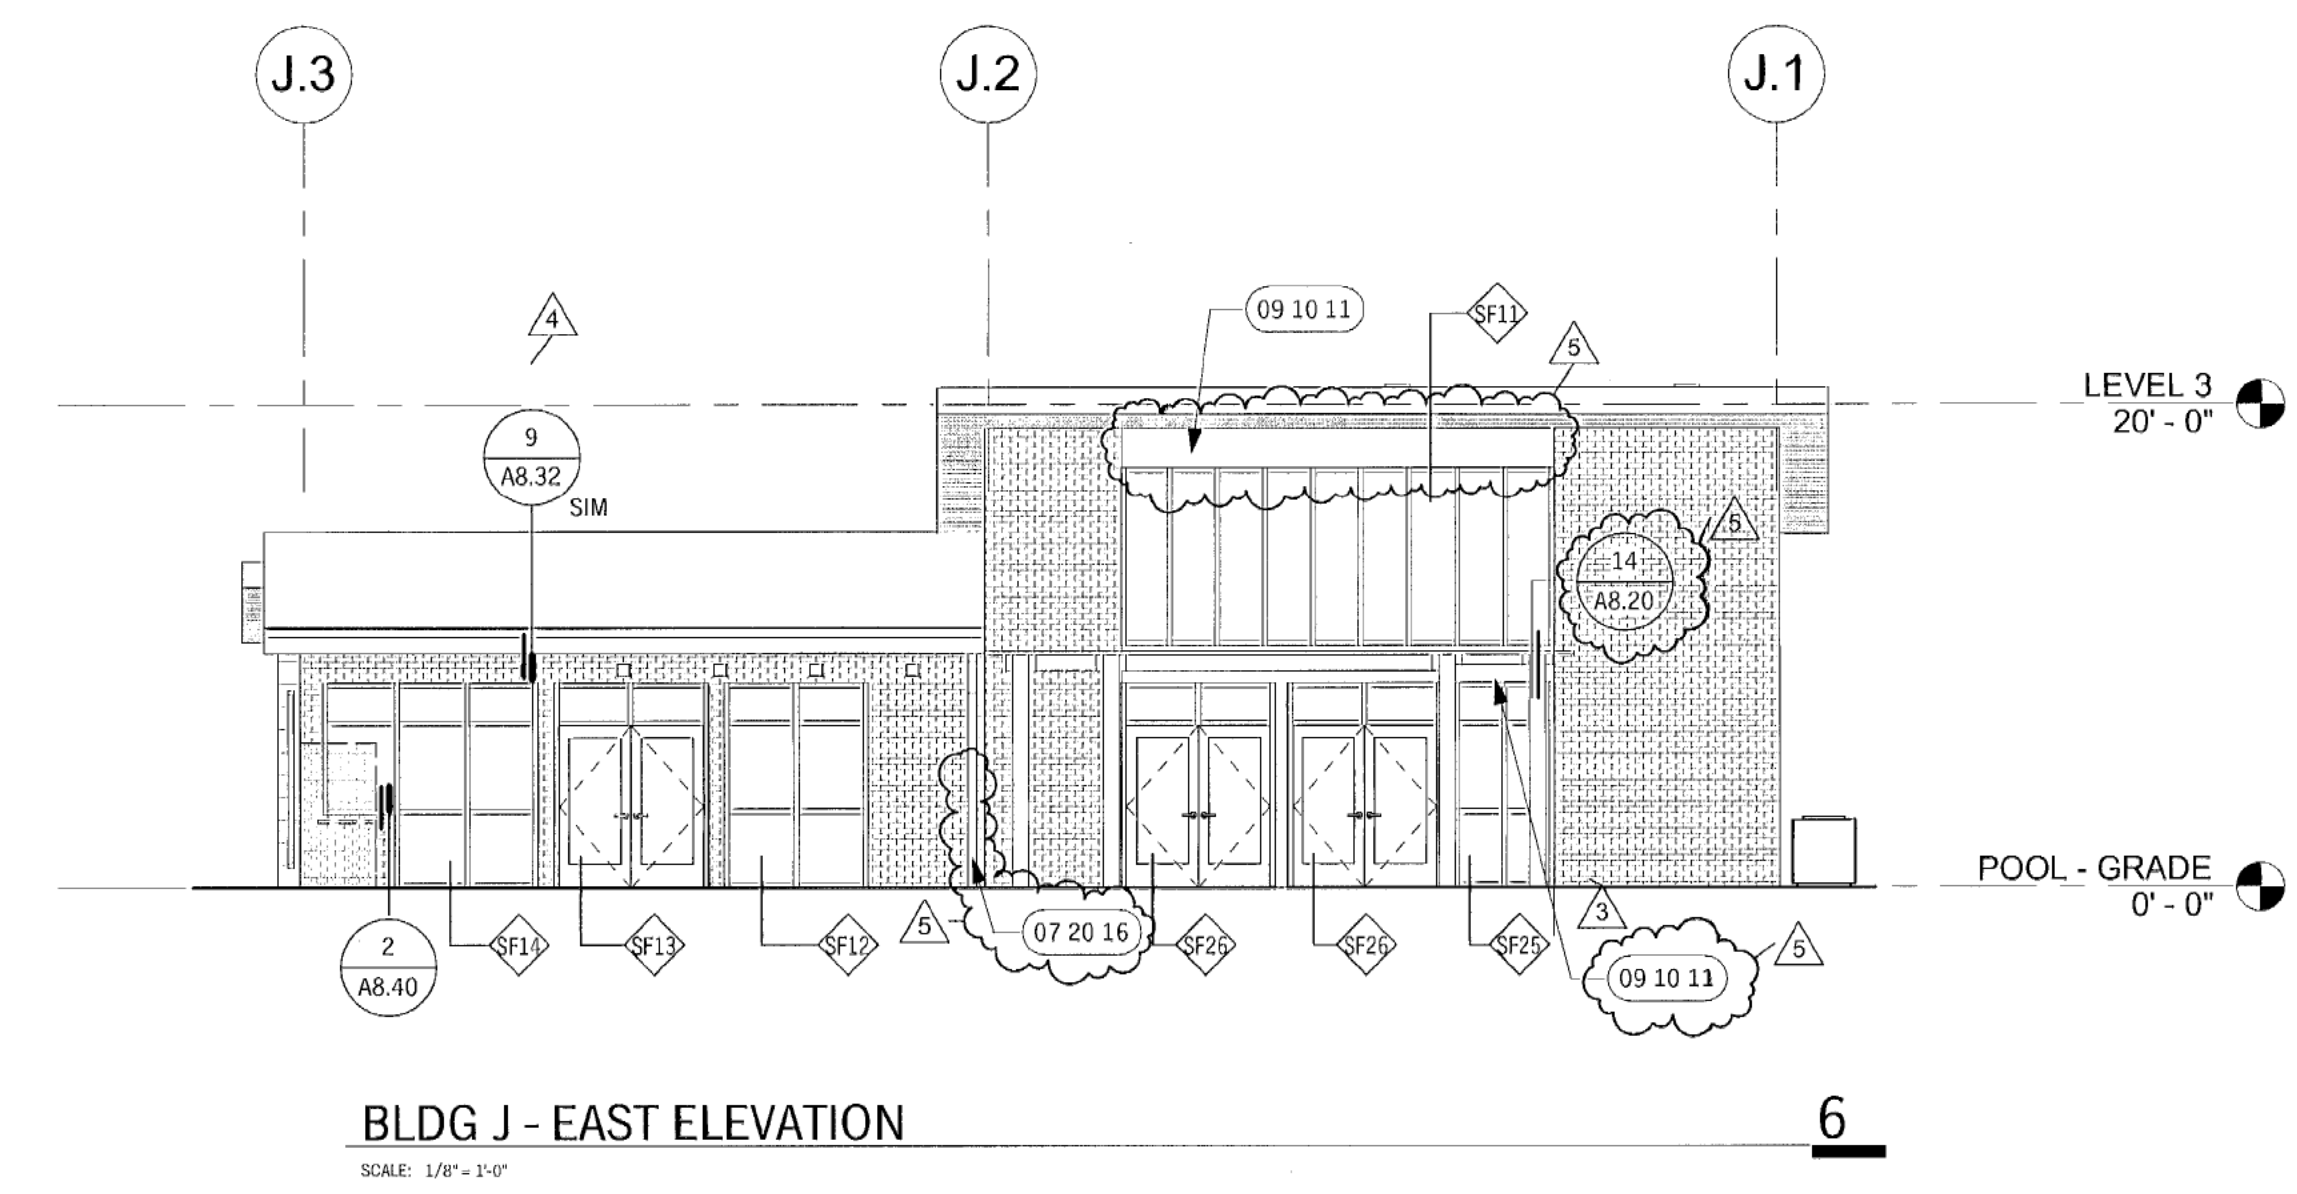 J.3
J.2
J.1
4
09 10 11
SF11
5
LEVEL 3
20' - 0"
9
A8.32
SIM
5
14
A8.20
POOL - GRADE
0' - 0"
3
2
A8.40
SF14
SF13
SF12
5
07 20 16
SF26
SF26
SF25
09 10 11
5
BLDG J - EAST ELEVATION
6
SCALE: 1/8" = 1'-0"